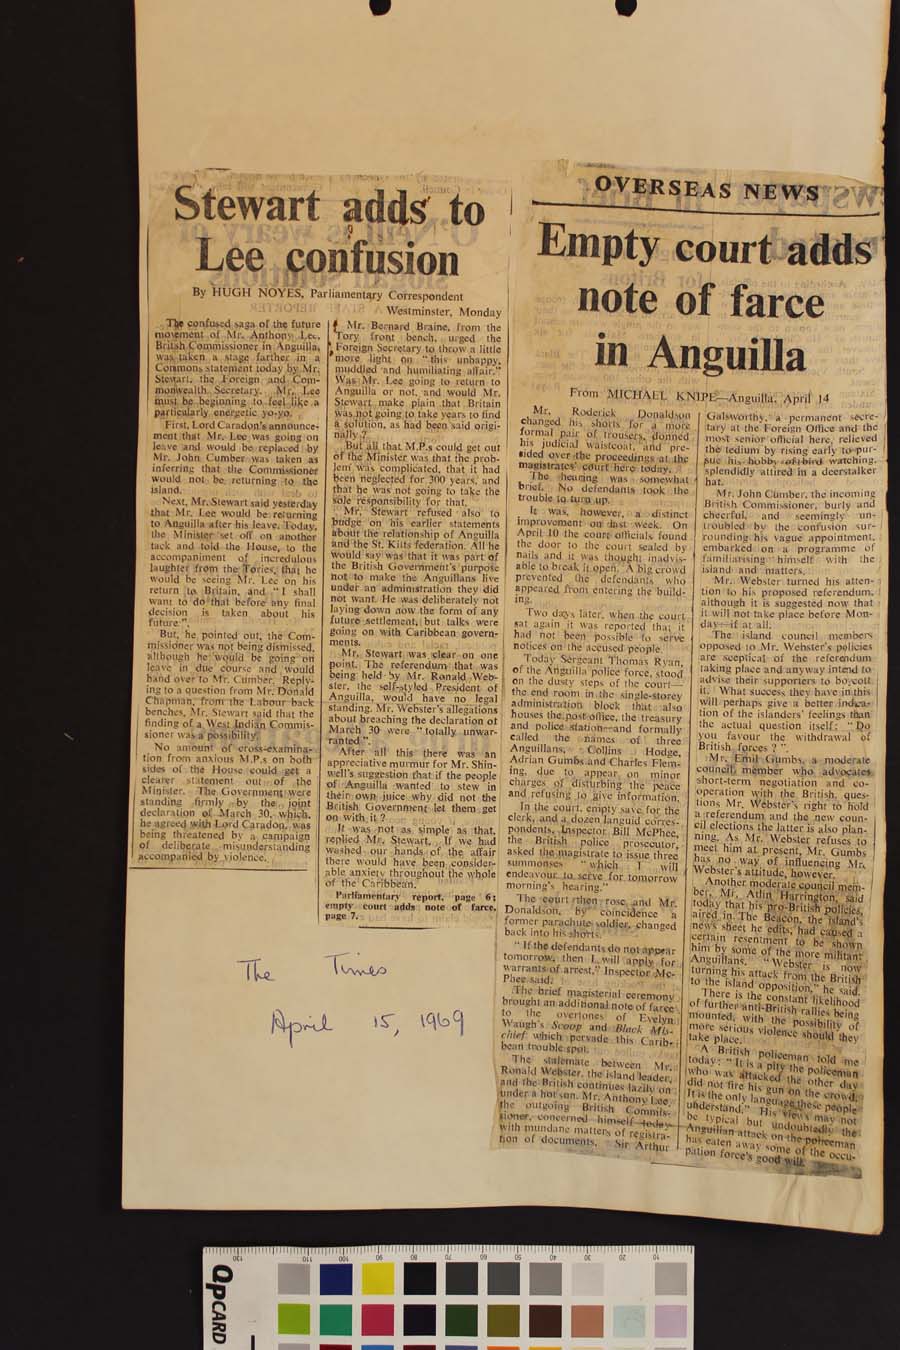 Stewart adds to
Lee confusion
By HUGH NOYES, Parliamentary Correspondent
Westminster, Monday
The confused saga of the future
movement of Mr. Anthony Lee,
British Commissioner in Anguilla,
was taken a stage farther in a
Commons statement today by Mr.
Stewart, the Foreign and Com-
monwealth Secretary. Mr. Lee
must be beginning to feel like a
particularly energetic yo-yo.
First, Lord Caradon's announce-
ment that Mr. Lee was going on
leave and would be replaced by
Mr. John Cumber was taken as
inferring that the Commissioner
would not be returning to the
island.
Next, Mr. Stewart said yesterday
that Mr. Lee would be returning
to Anguilla after his leave. Today,
the Minister set off on another
tack and told the House, to the
accompaniment of incredulous
laughter from the Tories, that he
would be seeing Mr. Lee on his
return to Britain, and "I shall
want to do that before any final
decision is taken about his
future".
But, he pointed out, the Com-
missioner was not being dismissed,
although he would be going on
leave in due course and would
hand over to Mr. Cumber. Reply-
ing to a question from Mr. Donald
Chapman, from the Labour back
benches, Mr. Stewart said that the
finding of a West Indian Commis-
sioner was a possibility.
No amount of cross-examina-
tion from anxious M.P.s on both
sides of the House could get a
clearer statement out of the
Minister. The Government were
standing firmly by the joint
declaration of March 30, which,
he agreed with Lord Caradon, was
being threatened by a campaign
of deliberate misunderstanding
accompanied by violence.
Mr. Bernard Braine, from the
Tory front bench, urged the
Foreign Secretary to throw a little
more light on "this unhappy,
muddled and humiliating affair."
Was Mr. Lee going to return to
Anguilla or not, and would Mr.
Stewart make plain that Britain
was not going to take years to find
a solution, as had been said origi-
nally?
But all that M.P.s could get out
of the Minister was that the prob-
lem was complicated, that it had
been neglected for 300 years, and
that he was not going to take the
sole responsibility for that.
Mr. Stewart refused also to
budge on his earlier statements
about the relationship of Anguilla
and the St. Kitts federation. All he
would say was that it was part of
the British Government's purpose
not to make the Anguillans live
under an administration they did
not want. He was deliberately not
laying down now the form of any
future settlement, but talks were
going on with Caribbean govern-
ments.
Mr. Stewart was clear on one
point. The referendum that was
being held by Mr. Ronald Web-
ster, the self-styled President of
Anguilla, would have no legal
standing. Mr. Webster's allegations
about breaching the declaration of
March 30 were "totally unwar-
ranted".
After all this there was an
appreciative murmur for Mr. Shin-
well's suggestion that if the people
of Anguilla wanted to stew in
their own juice why did not the
British Government let them get
on with it?
It was not as simple as that,
replied Mr. Stewart. If we had
washed our hands of the affair
there would have been consider-
able anxiety throughout the whole
of the Caribbean.
Parliamentary report, page 6;
empty court adds note of farce,
page 7.
The Times
April 15, 1969
OVERSEAS NEWS
Empty court adds
note of farce
in Anguilla
From MICHAEL KNIPE—Anguilla, April 14
Mr. Roderick Donaldson
changed his shorts for a more
formal pair of trousers, donned
his judicial waistcoat, and pre-
sided over the proceedings at the
magistrates' court here today.
The hearing was somewhat
brief. No defendants took the
trouble to turn up.
It was, however, a distinct
improvement on last week. On
April 10 the court officials found
the door to the court sealed by
nails and it was thought inadvis-
able to break it open. A big crowd
prevented the defendants who
appeared from entering the build-
ing.
Two days later, when the court
sat again it was reported that it
had not been possible to serve
notices on the accused people.
Today Sergeant Thomas Ryan,
of the Anguilla police force, stood
on the dusty steps of the court—
the end room in the single-storey
administration block that also
houses the post office, the treasury
and police station—and formally
called the names of three
Anguillans, Collins Hodge,
Adrian Gumbs and Charles Flem-
ing, due to appear on minor
charges of disturbing the peace
and refusing to give information.
In the court, empty save for the
clerk, and a dozen languid corres-
pondents, Inspector Bill McPhee,
the British police prosecutor,
asked the magistrate to issue three
summonses "which I will
endeavour to serve for tomorrow
morning's hearing."
The court then rose and Mr.
Donaldson, by coincidence a
former parachute soldier, changed
back into his shorts.
"If the defendants do not appear
tomorrow, then I will apply for
warrants of arrest," Inspector Mc-
Phee said.
The brief magisterial ceremony
brought an additional note of farce
to the overtones of Evelyn
Waugh's Scoop and Black Mis-
chief which pervade this Carib-
bean trouble spot.
The stalemate between Mr.
Ronald Webster, the island leader,
and the British continues lazily on
under a hot sun. Mr. Anthony Lee,
the outgoing British Commis-
sioner, concerned himself today
with mundane matters of registra-
tion of documents. Sir Arthur
Galsworthy, a permanent secre-
tary at the Foreign Office and the
most senior official here, relieved
the tedium by rising early to pur-
sue his hobby of bird watching,
splendidly attired in a deerstalker
hat.
Mr. John Cumber, the incoming
British Commissioner, burly and
cheerful, and seemingly un-
troubled by the confusion sur-
rounding his vague appointment,
embarked on a programme of
familiarising himself with the
island and matters.
Mr. Webster turned his atten-
tion to his proposed referendum,
although it is suggested now that
it will not take place before Mon-
day—if at all.
The island council members
opposed to Mr. Webster's policies
are sceptical of the referendum
taking place and anyway intend to
advise their supporters to boycott
it. What success they have in this
will perhaps give a better indica-
tion of the islanders' feelings than
the actual question itself: "Do
you favour the withdrawal of
British forces?".
Mr. Emil Gumbs, a moderate
council member who advocates
short-term negotiation and co-
operation with the British, ques-
tions Mr. Webster's right to hold
a referendum and the new coun-
cil elections the latter is also plan-
ning. As Mr. Webster refuses to
meet him at present, Mr. Gumbs
has no way of influencing Mr.
Webster's attitude, however.
Another moderate council mem-
ber, Mr. Atlin Harrington, said
today that his pro-British policies,
aired in The Beacon, the island's
news sheet he edits, had caused a
certain resentment to be shown
him by some of the more militant
Anguillans. "Webster is now
turning his attack from the British
to the island opposition," he said.
There is the constant likelihood
of further anti-British rallies being
mounted, with the possibility of
more serious violence should they
take place.
A British policeman told me
today: "It is a pity the policeman
who was attacked the other day
did not fire his gun on the crowd.
It is the only language these people
understand." His views may not
be typical but undoubtedly the
Anguillan attack on the policeman
has eaten away some of the occu-
pation force's good will.
130 110 100 90 80 70 60 50 40 30 20 10
QPCARD